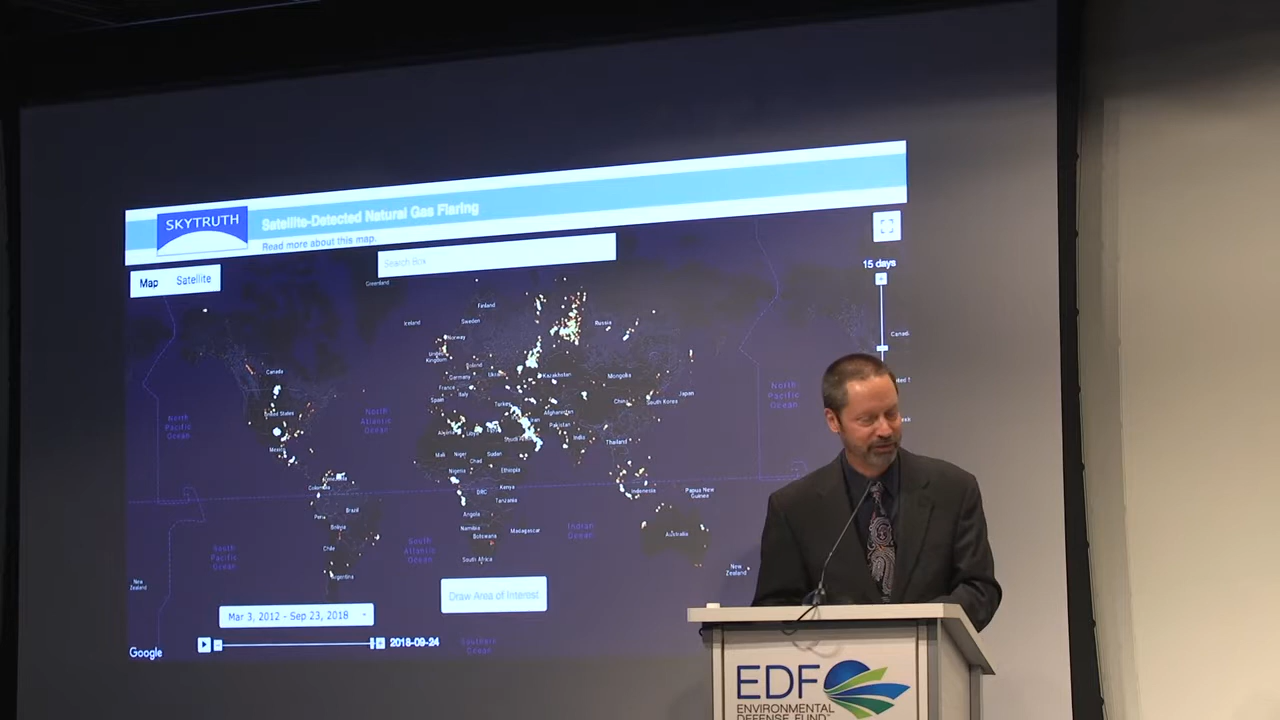 SKYTRUTH
Satellite-Detected Natural Gas Flaring
Read more about this map.
Search Box
Map
Satellite
15 days
Greenland
Iceland
Finland
Sweden
Norway
Russia
United
Kingdom
Poland
Germany
France
Spain
Italy
Kazakhstan
Mongolia
Turkey
Afghanistan
Pakistan
India
China
South Korea
Japan
Thailand
Canada
United States
Mexico
North
Pacific
Ocean
North
Atlantic
Ocean
North
Pacific
Ocean
Libya
Mali
Niger
Chad
Sudan
Nigeria
Ethiopia
DRC
Kenya
Tanzania
Angola
Namibia
Botswana
Madagascar
South Africa
Venezuela
Colombia
Peru
Brazil
Bolivia
Chile
Argentina
Indonesia
Papua New
Guinea
Australia
New
Zealand
New
Zealand
South
Pacific
Ocean
South
Atlantic
Ocean
Indian
Ocean
Southern
Ocean
Draw Area of Interest
Mar 3, 2012 - Sep 23, 2018
2018-09-24
Google
EDF
ENVIRONMENTAL
DEFENSE FUND